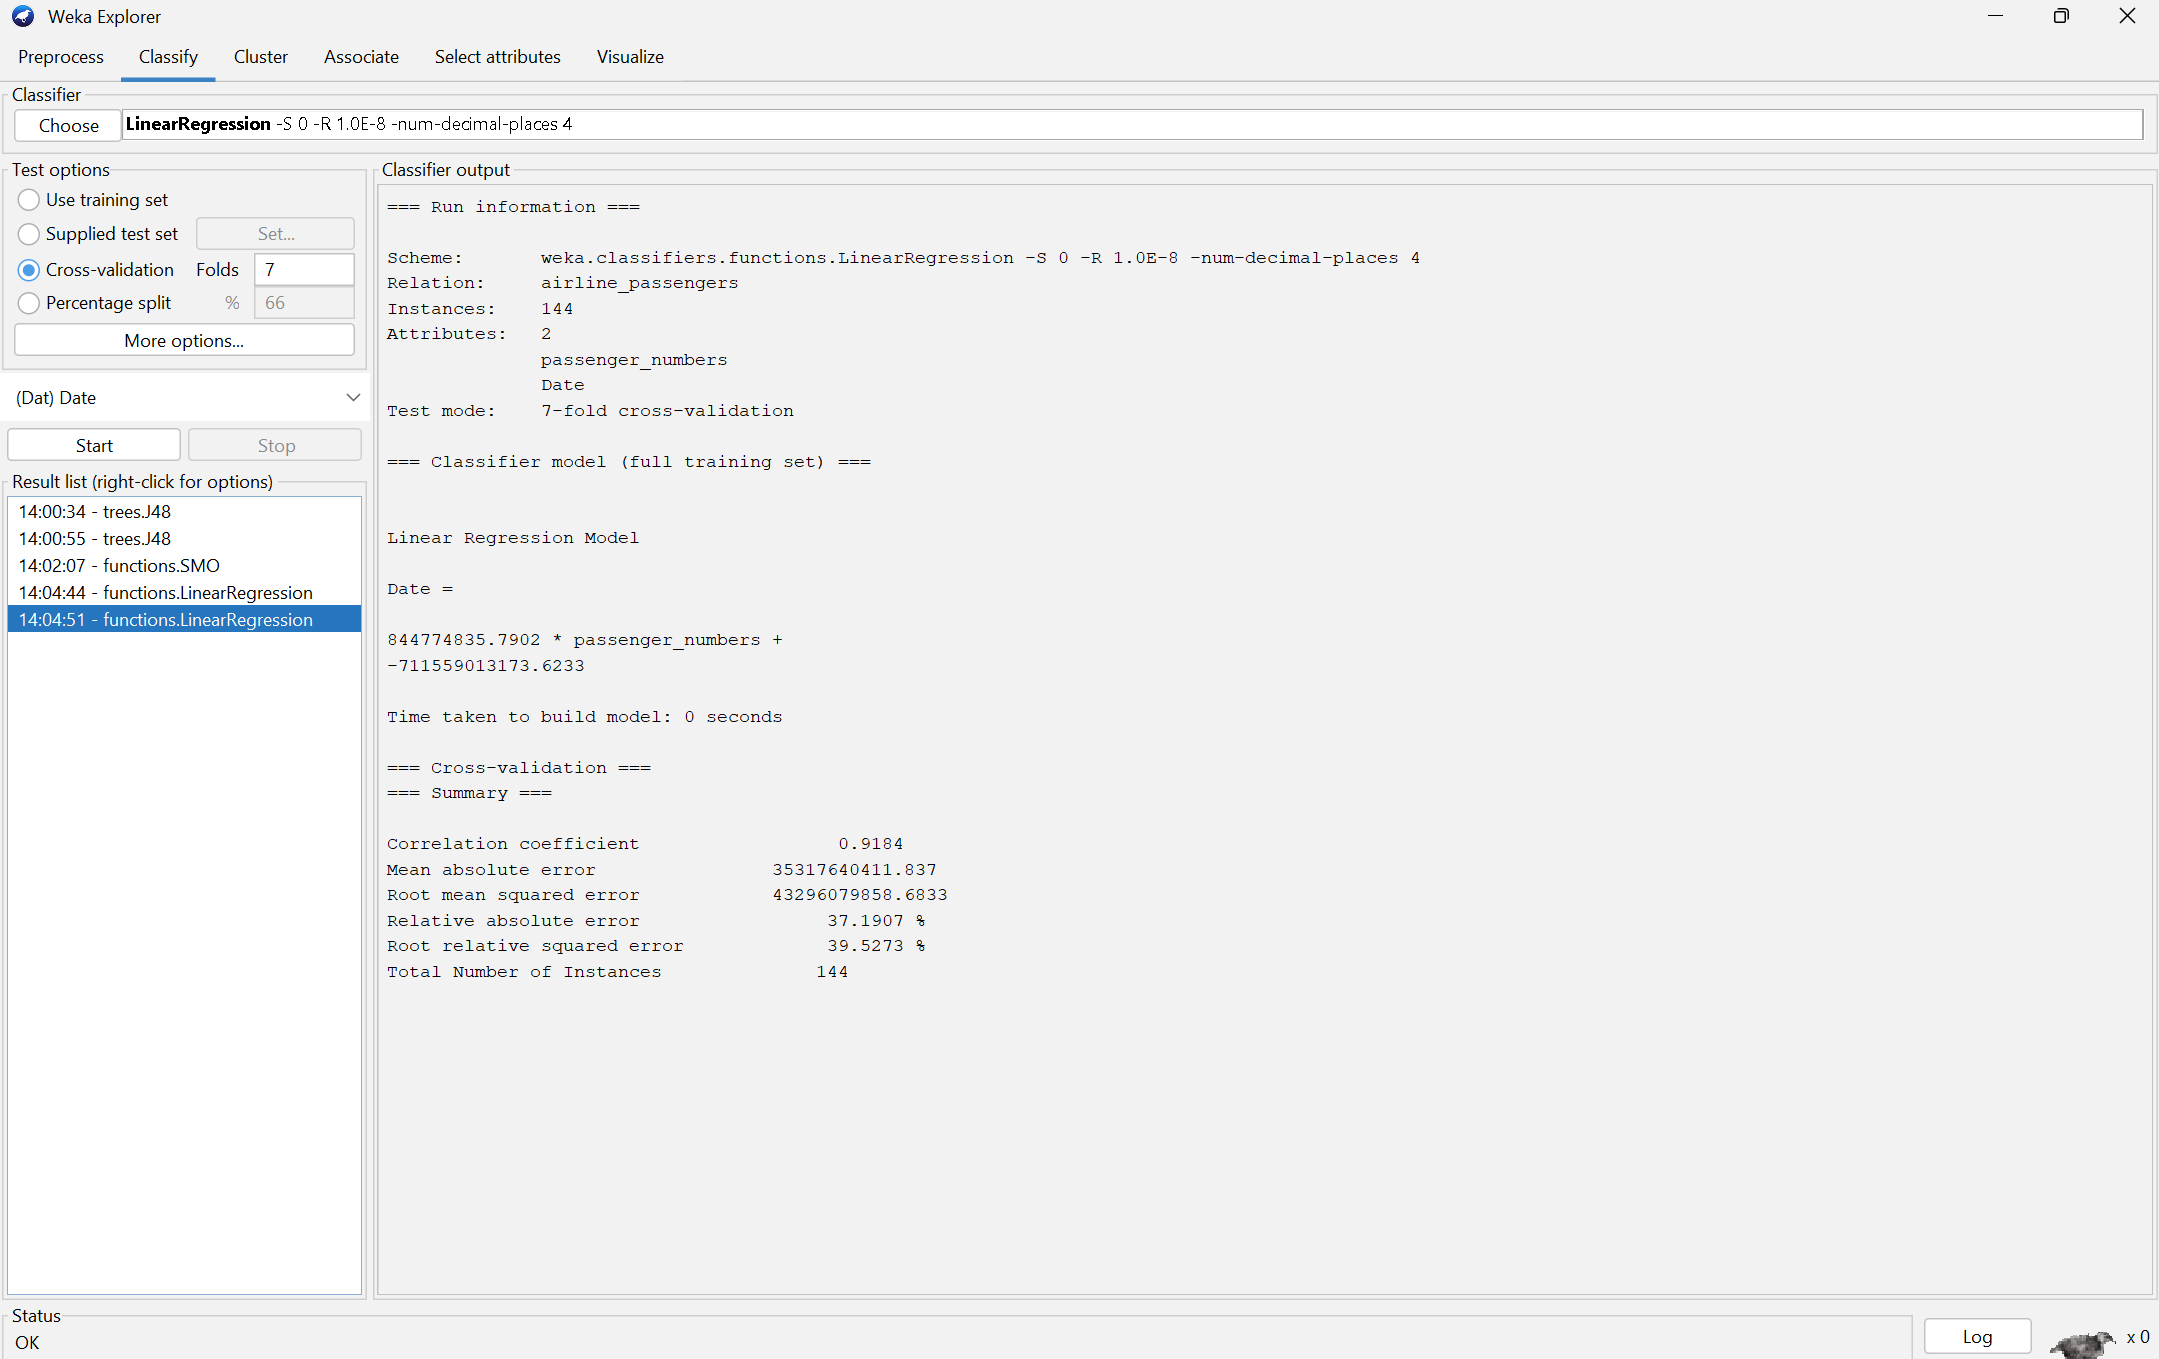 Weka Explorer
Preprocess Classify Cluster Associate Select attributes Visualize
Classifier
Choose LinearRegression -S 0 -R 1.0E-8 -num-decimal-places 4
Test options
Use training set
Supplied test set Set...
Cross-validation Folds 7
Percentage split % 66
More options...
(Dat) Date
Start Stop
Result list (right-click for options)
14:00:34 - trees.J48
14:00:55 - trees.J48
14:02:07 - functions.SMO
14:04:44 - functions.LinearRegression
14:04:51 - functions.LinearRegression
Classifier output
=== Run information ===
Scheme: weka.classifiers.functions.LinearRegression -S 0 -R 1.0E-8 -num-decimal-places 4
Relation: airline_passengers
Instances: 144
Attributes: 2
passenger_numbers
Date
Test mode: 7-fold cross-validation
=== Classifier model (full training set) ===
Linear Regression Model
Date =
844774835.7902 * passenger_numbers +
-711559013173.6233
Time taken to build model: 0 seconds
=== Cross-validation ===
=== Summary ===
Correlation coefficient 0.9184
Mean absolute error 35317640411.837
Root mean squared error 43296079858.6833
Relative absolute error 37.1907 %
Root relative squared error 39.5273 %
Total Number of Instances 144
Status
OK
Log x 0